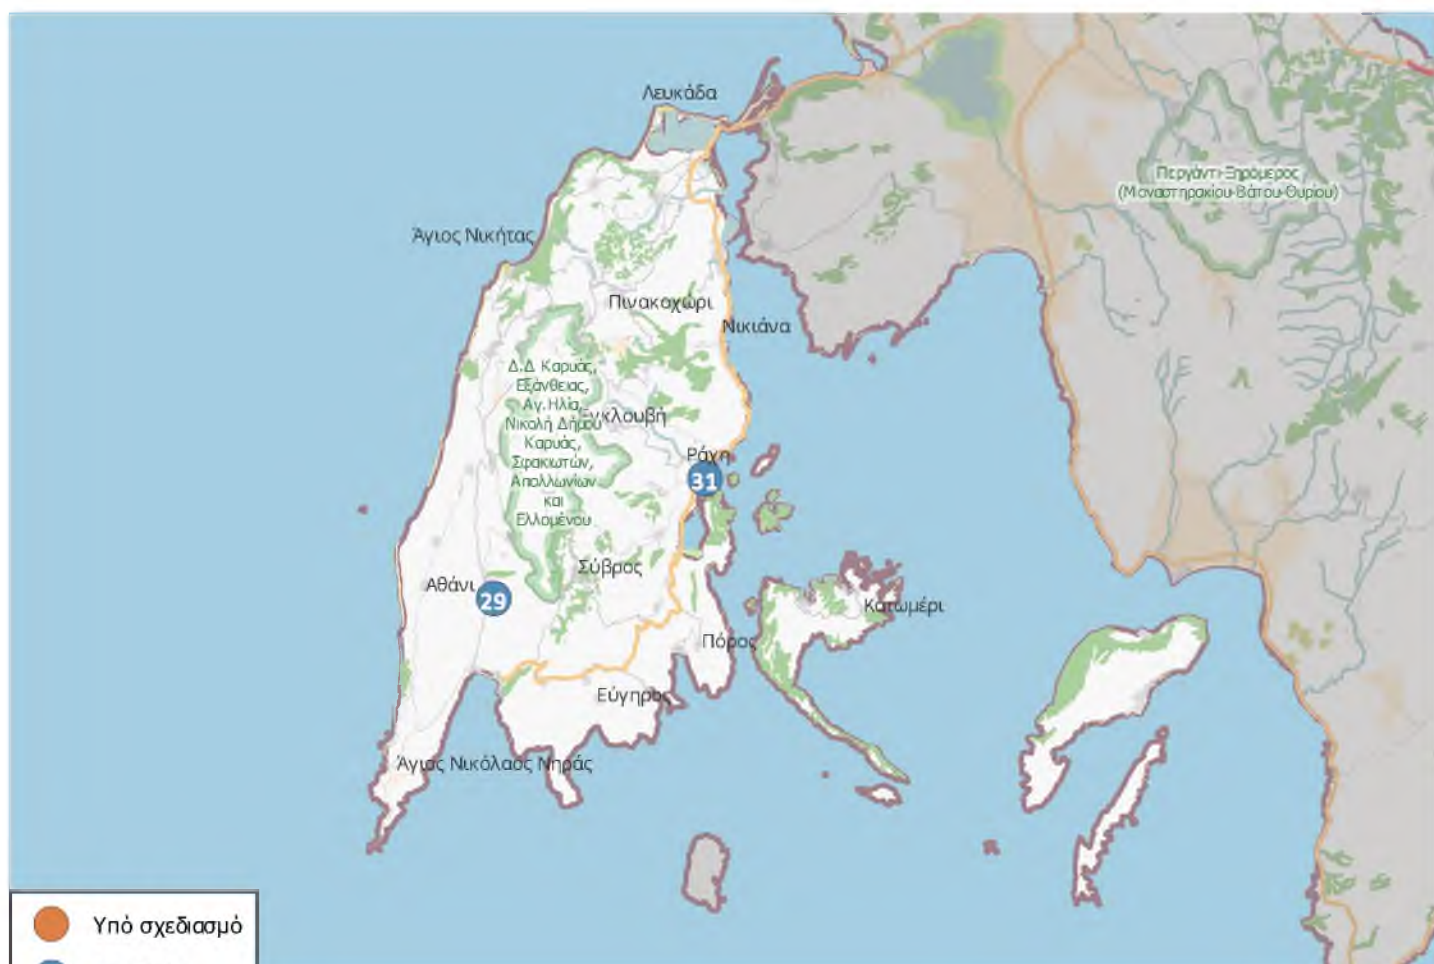 Λευκάδα
Περγάντι-Ξηρόμερος
(Μοναστηρακίου-Βάτου-Θυρίου)
Άγιος Νικήτας
Πινακοχώρι
Νικιάνα
Δ.Δ Καρυάς,
Εξάνθειας,
Αγ.Ηλία,
Εγκλουβή
Νικολή Δήμου
Καρυάς,
Σφακιωτών,
Απολλωνίων
και
Ελλομένου
Ράχη
31
Σύβρος
Αθάνι
29
Κατωμέρι
Πόρος
Εύγηρος
Άγιος Νικόλαος Νηράς
Υπό σχεδιασμό